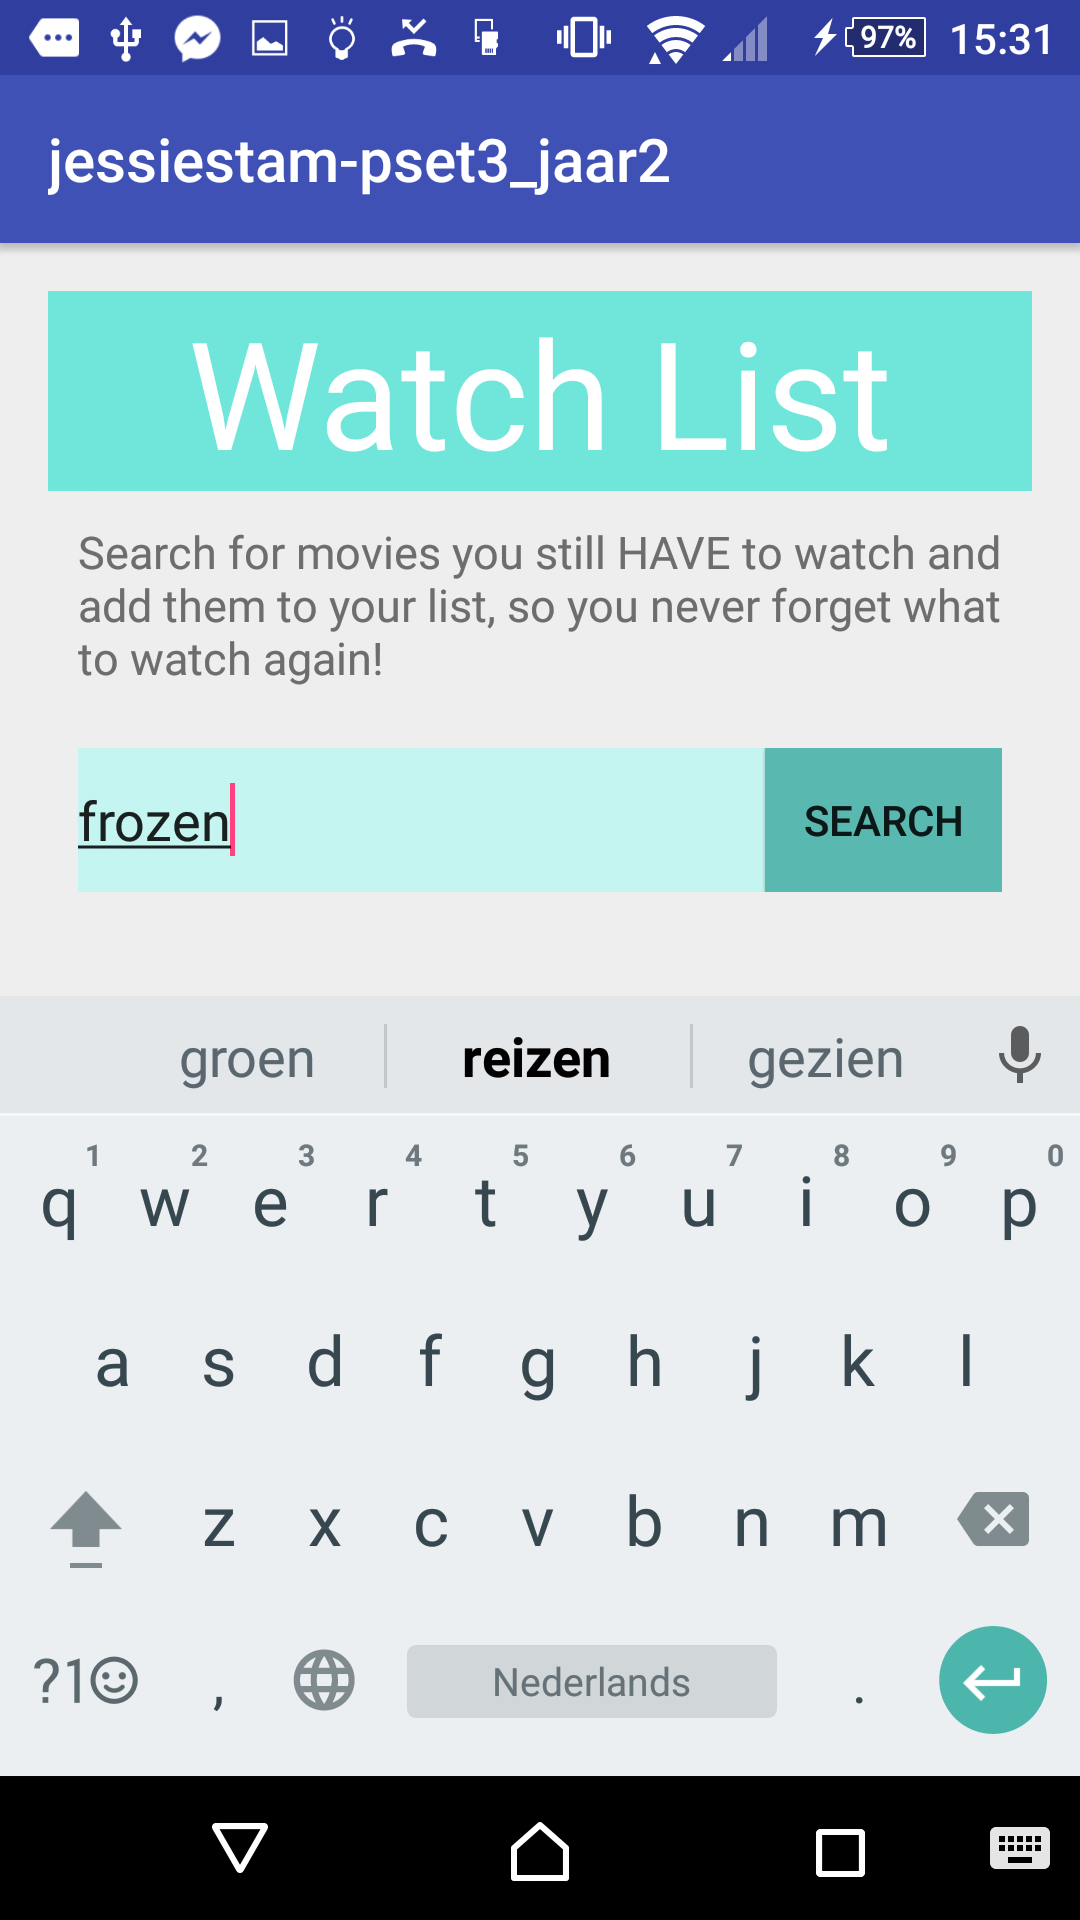 97% 15:31
jessiestam-pset3_jaar2
Watch List
Search for movies you still HAVE to watch and
add them to your list, so you never forget what
to watch again!
frozen SEARCH
groen reizen gezien
1 2 3 4 5 6 7 8 9 0
q w e r t y u i o p
a s d f g h j k l
z x c v b n m
?1 , Nederlands .